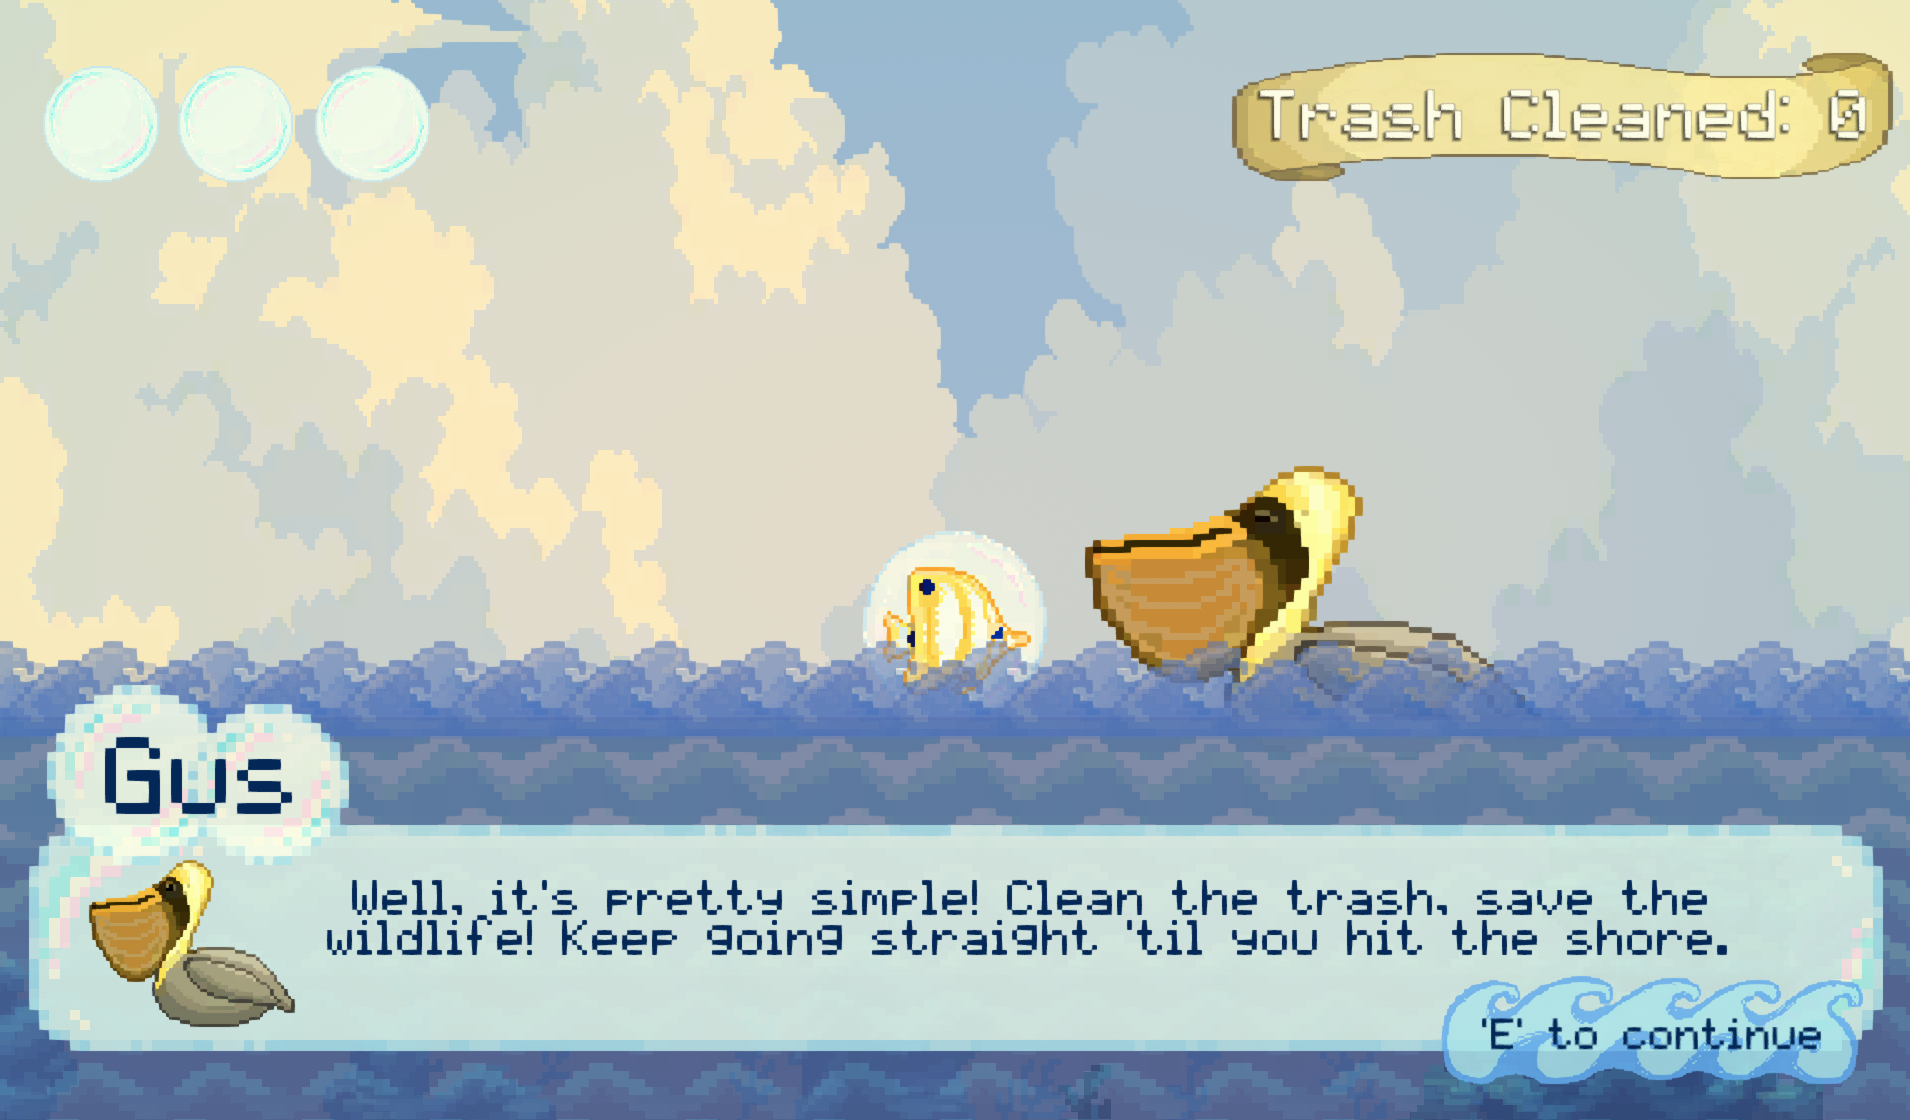 Trash Cleaned: 0
Gus
Well, it's pretty simple! Clean the trash, save the
wildlife! Keep going straight 'til you hit the shore.
'E' to continue